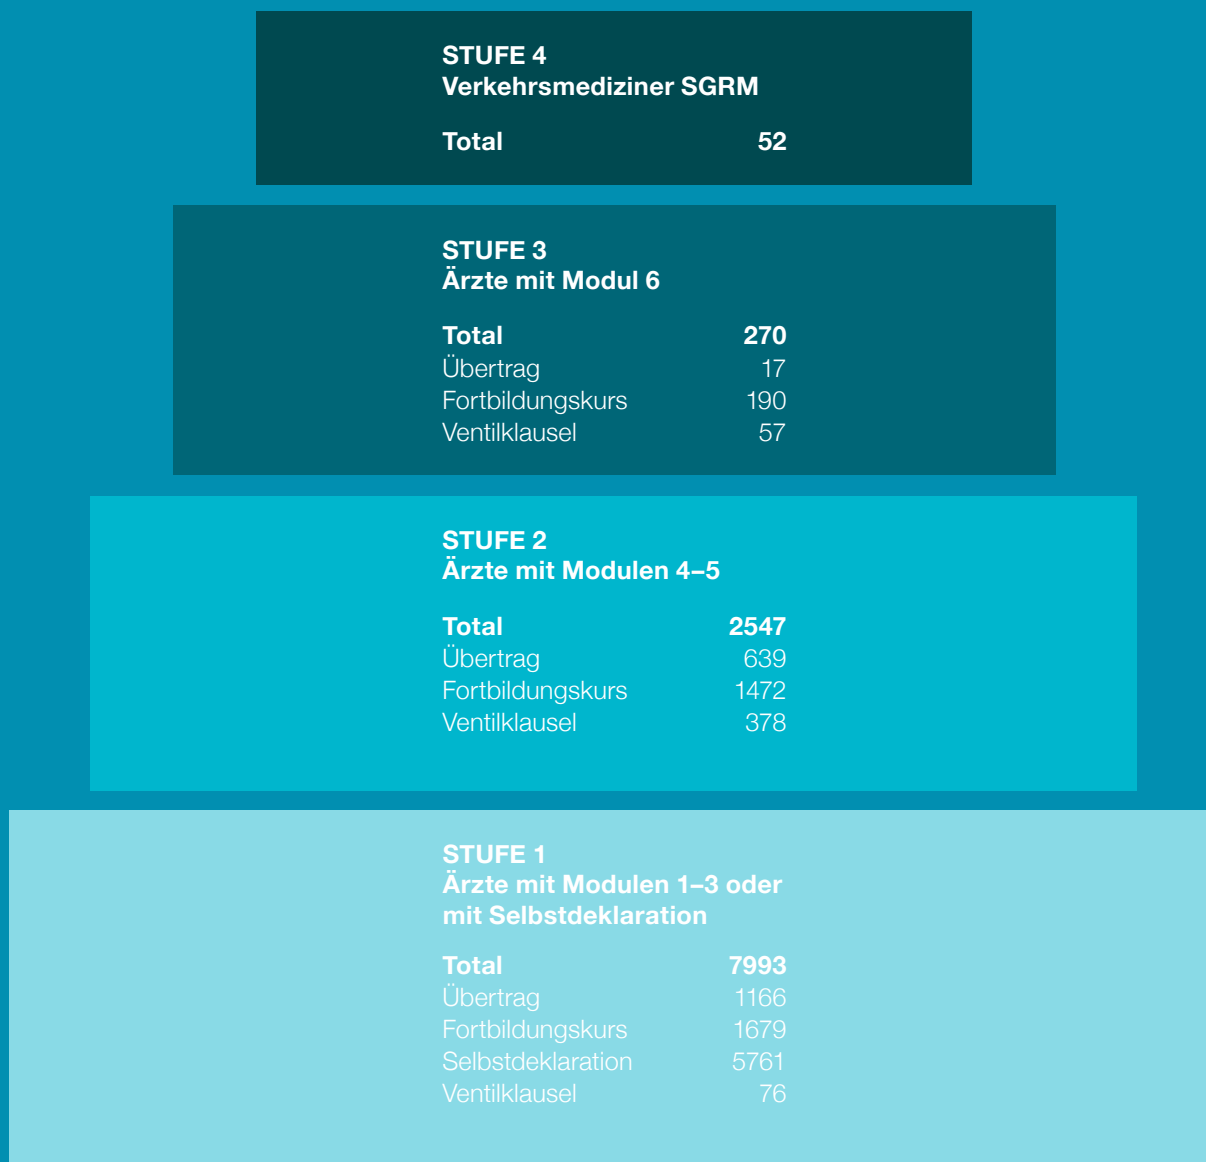 STUFE 4
Verkehrsmediziner SGRM
Total 52
STUFE 3
Ärzte mit Modul 6
Total 270
Übertrag 17
Fortbildungskurs 190
Ventilklausel 57
STUFE 2
Ärzte mit Modulen 4–5
Total 2547
Übertrag 639
Fortbildungskurs 1472
Ventilklausel 378
STUFE 1
Ärzte mit Modulen 1–3 oder
mit Selbstdeklaration
Total 7993
Übertrag 1166
Fortbildungskurs 1679
Selbstdeklaration 5761
Ventilklausel 76